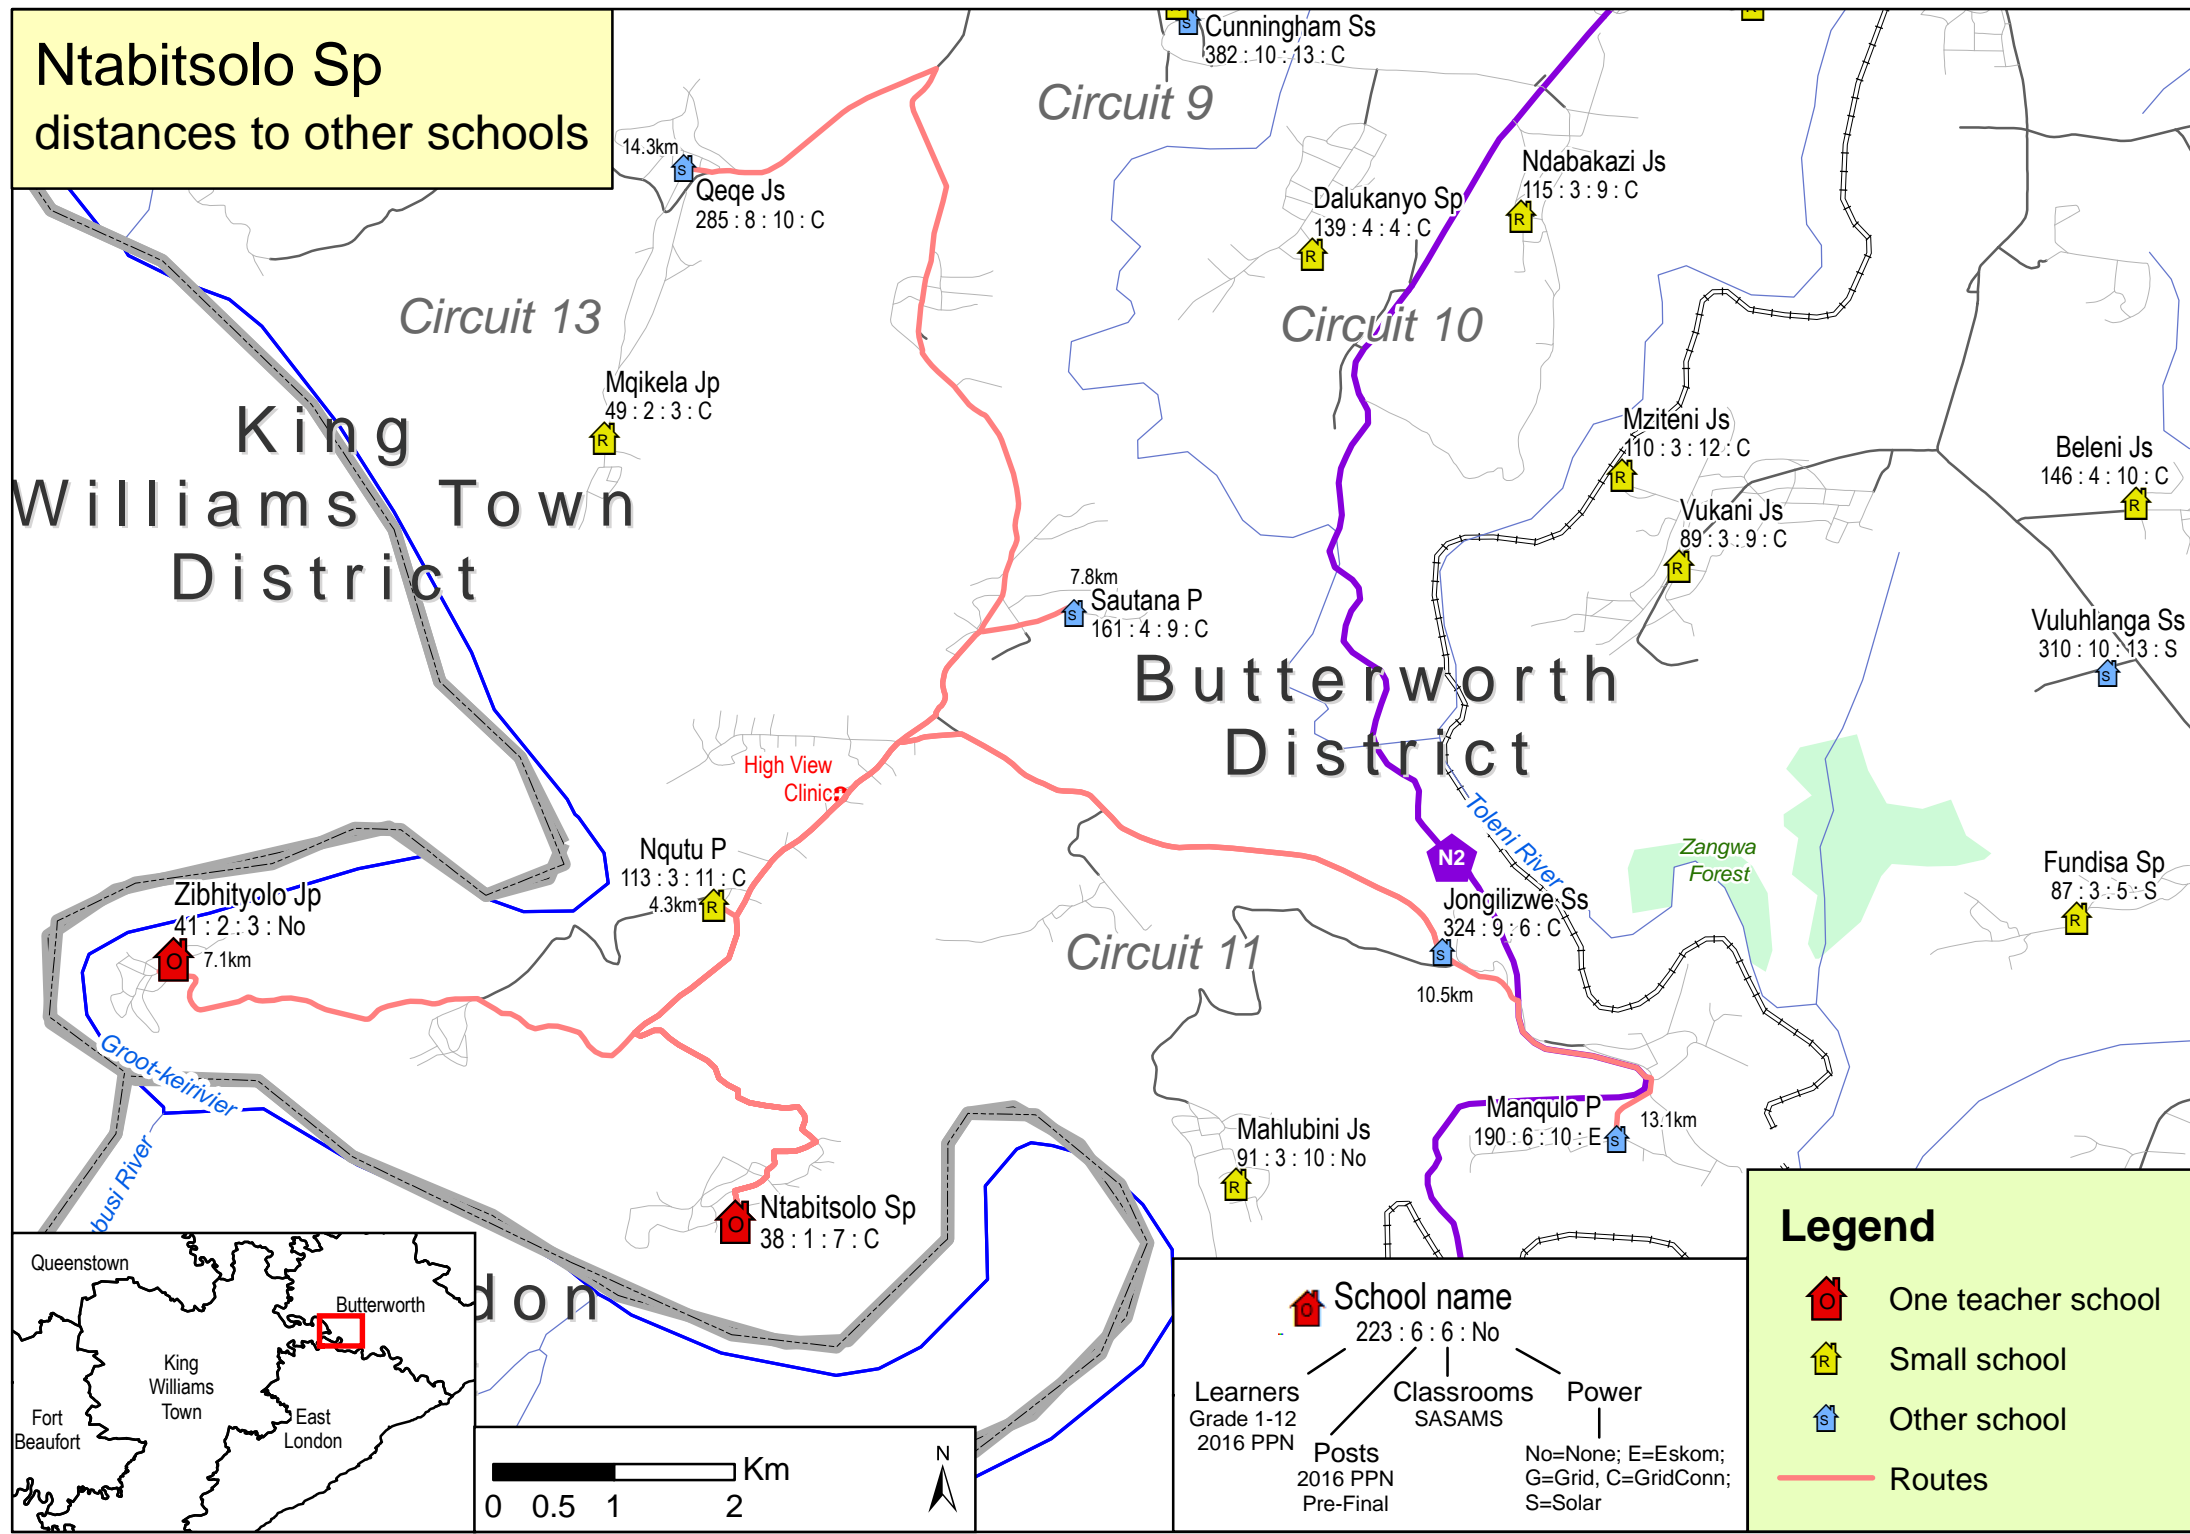 Ntabitsolo Sp
distances to other schools
Cunningham Ss
382 : 10 : 13 : C
Circuit 9
14.3km
Qeqe Js
285 : 8 : 10 : C
Ndabakazi Js
115 : 3 : 9 : C
Dalukanyo Sp
139 : 4 : 4 : C
Circuit 13
Circuit 10
Mqikela Jp
49 : 2 : 3 : C
King
Williams Town
District
Mziteni Js
110 : 3 : 12 : C
Beleni Js
146 : 4 : 10 : C
Vukani Js
89 : 3 : 9 : C
7.8km
Sautana P
161 : 4 : 9 : C
Vuluhlanga Ss
310 : 10 : 13 : S
Butterworth
District
High View
Clinic
Toleni River
N2
Zangwa
Forest
Nqutu P
113 : 3 : 11 : C
4.3km
Fundisa Sp
87 : 3 : 5 : S
Zibhityolo Jp
41 : 2 : 3 : No
7.1km
Jongilizwe Ss
324 : 9 : 6 : C
10.5km
Circuit 11
Groot-keirivier
busi River
Manqulo P
190 : 6 : 10 : E
13.1km
Mahlubini Js
91 : 3 : 10 : No
Ntabitsolo Sp
38 : 1 : 7 : C
don
Queenstown
Butterworth
King
Williams
Town
Fort
Beaufort
East
London
Km
0 0.5 1 2
N
O School name
223 : 6 : 6 : No
Learners
Grade 1-12
2016 PPN
Posts
2016 PPN
Pre-Final
Classrooms
SASAMS
Power
No=None; E=Eskom;
G=Grid, C=GridConn;
S=Solar
Legend
O One teacher school
R Small school
S Other school
Routes